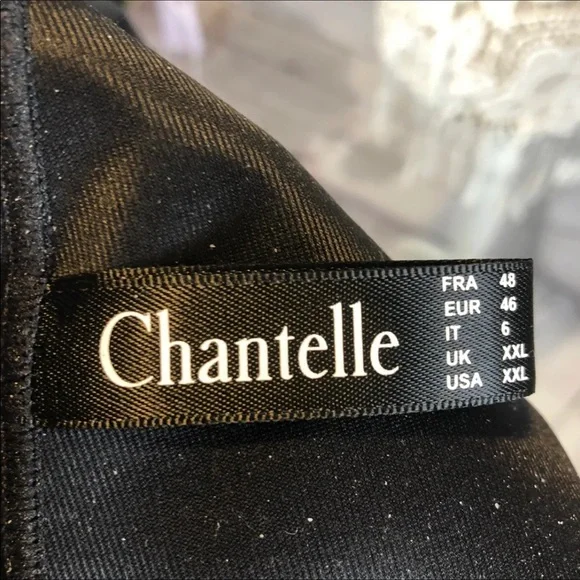 Chantelle
FRA 48
EUR 46
IT 6
UK XXL
USA XXL